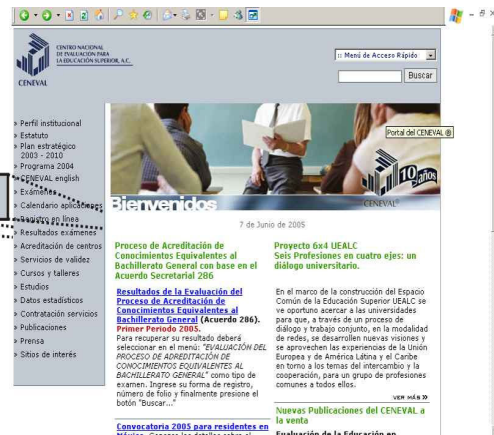 CENTRO NACIONAL
DE EVALUACIÓN PARA
LA EDUCACIÓN SUPERIOR, A.C.
CENEVAL
:: Menú de Acceso Rápido
Buscar
» Perfil institucional
» Estatuto
» Plan estratégico
2003 - 2010
» Programa 2004
» CENEVAL english
» Exámenes
» Calendario aplicaciones
» Registro en línea
» Resultados exámenes
» Acreditación de centros
» Servicios de validez
» Cursos y talleres
» Estudios
» Datos estadísticos
» Contratación servicios
» Publicaciones
» Prensa
» Sitios de interés
Portal del CENEVAL ®
10 años
CENEVAL®
Bienvenidos
7 de Junio de 2005
Proceso de Acreditación de
Conocimientos Equivalentes al
Bachillerato General con base en el
Acuerdo Secretarial 286
Resultados de la Evaluación del
Proceso de Acreditación de
Conocimientos Equivalentes al
Bachillerato General (Acuerdo 286).
Primer Periodo 2005.
Para recuperar su resultado deberá
seleccionar en el menú: "EVALUACIÓN DEL
PROCESO DE ADREDITACIÓN DE
CONOCIMIENTOS EQUIVALENTES AL
BACHILLERATO GENERAL" como tipo de
examen. Ingrese su forma de registro,
número de folio y finalmente presione el
botón "Buscar..."
Convocatoria 2005 para residentes en
Proyecto 6x4 UEALC
Seis Profesiones en cuatro ejes: un
diálogo universitario.
En el marco de la construcción del Espacio
Común de la Educación Superior UEALC se
ve oportuno acercar a las universidades
para que, a través de un proceso de
diálogo y trabajo conjunto, en la modalidad
de redes, se desarrollen nuevas visiones y
se aprovechen las experiencias de la Unión
Europea y de América Látina y el Caribe
en torno a los temas del intercambio y la
cooperación, para un grupo de profesiones
comunes a todos ellos.
VER MÁS »
Nuevas Publicaciones del CENEVAL a
la venta
Evaluación de la Educación en